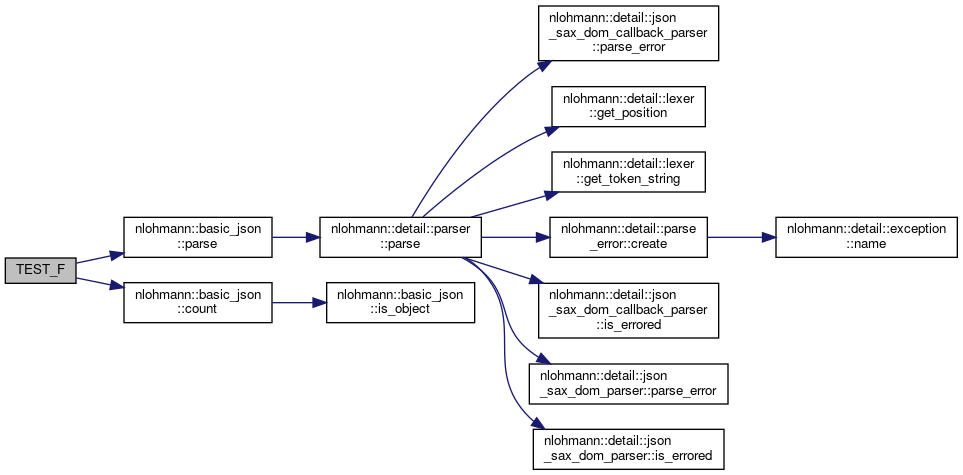 TEST_F
nlohmann::basic_json
::parse
nlohmann::basic_json
::count
nlohmann::detail::parser
::parse
nlohmann::basic_json
::is_object
nlohmann::detail::json
_sax_dom_callback_parser
::parse_error
nlohmann::detail::lexer
::get_position
nlohmann::detail::lexer
::get_token_string
nlohmann::detail::parse
_error::create
nlohmann::detail::json
_sax_dom_callback_parser
::is_errored
nlohmann::detail::json
_sax_dom_parser::parse_error
nlohmann::detail::json
_sax_dom_parser::is_errored
nlohmann::detail::exception
::name